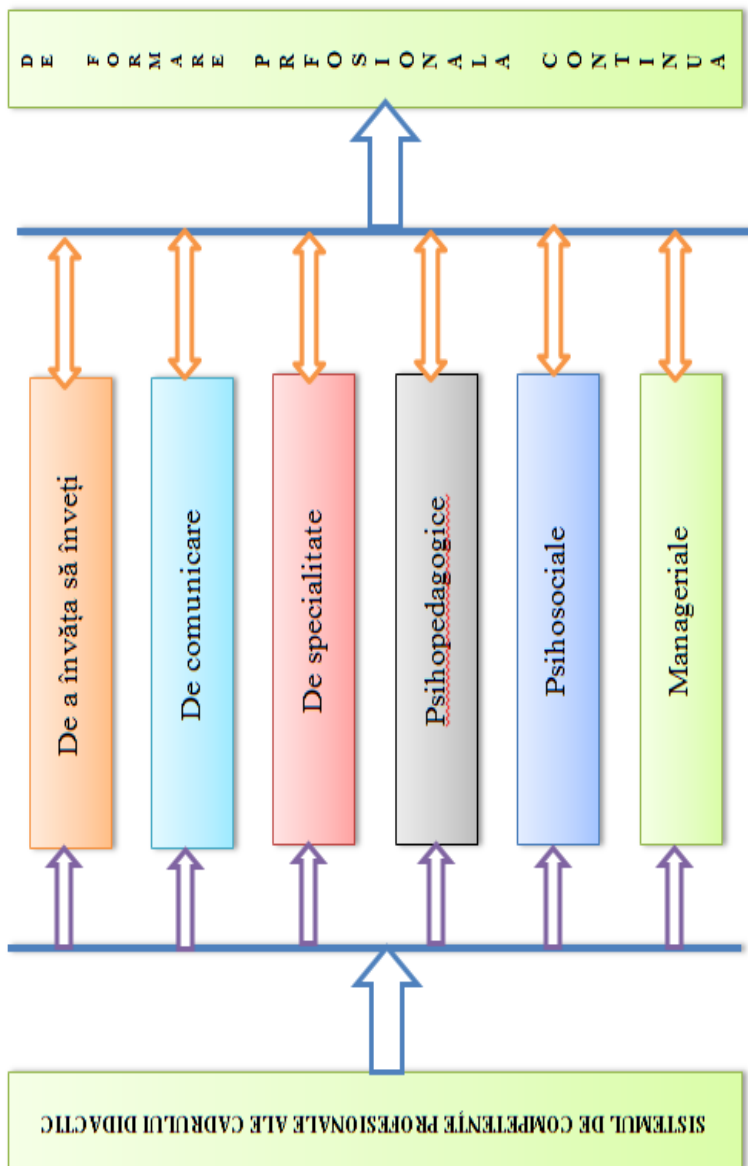 SISTEMUL DE COMPETENŢE PROFESIONALE ALE CADRULUI DIDACTIC
De a învăța să înveți
De comunicare
De specialitate
Psihopedagogice
Psihosociale
Manageriale
DE FORMARE PRFOSIONALA CONTINUA